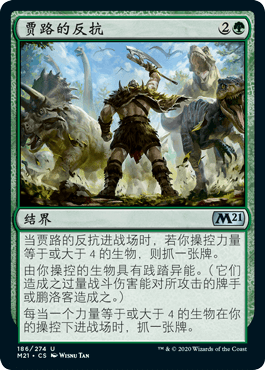 贾路的反抗 2
结界 M21
当贾路的反抗进战场时，若你操控力量
等于或大于 4 的生物，则抓一张牌。
由你操控的生物具有践踏异能。（它们
能造成之过量战斗伤害能对所攻击的牌手
或鹏洛客造成之。）
每当一个力量等于或大于 4 的生物在你
的操控下进战场时，抓一张牌。
186/274 U
M21 • CS WISNU TAN
™ & © 2020 Wizards of the Coast